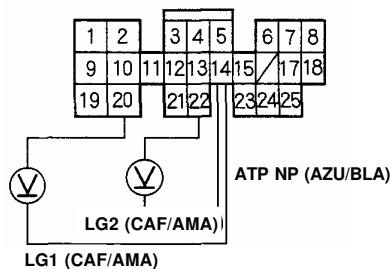 1 2 3 4 5 6 7 8
9 10 11 12 13 14 15 17 18
19 20 21 22 23 24 25
V V
ATP NP (AZU/BLA)
LG2 (CAF/AMA)
LG1 (CAF/AMA)